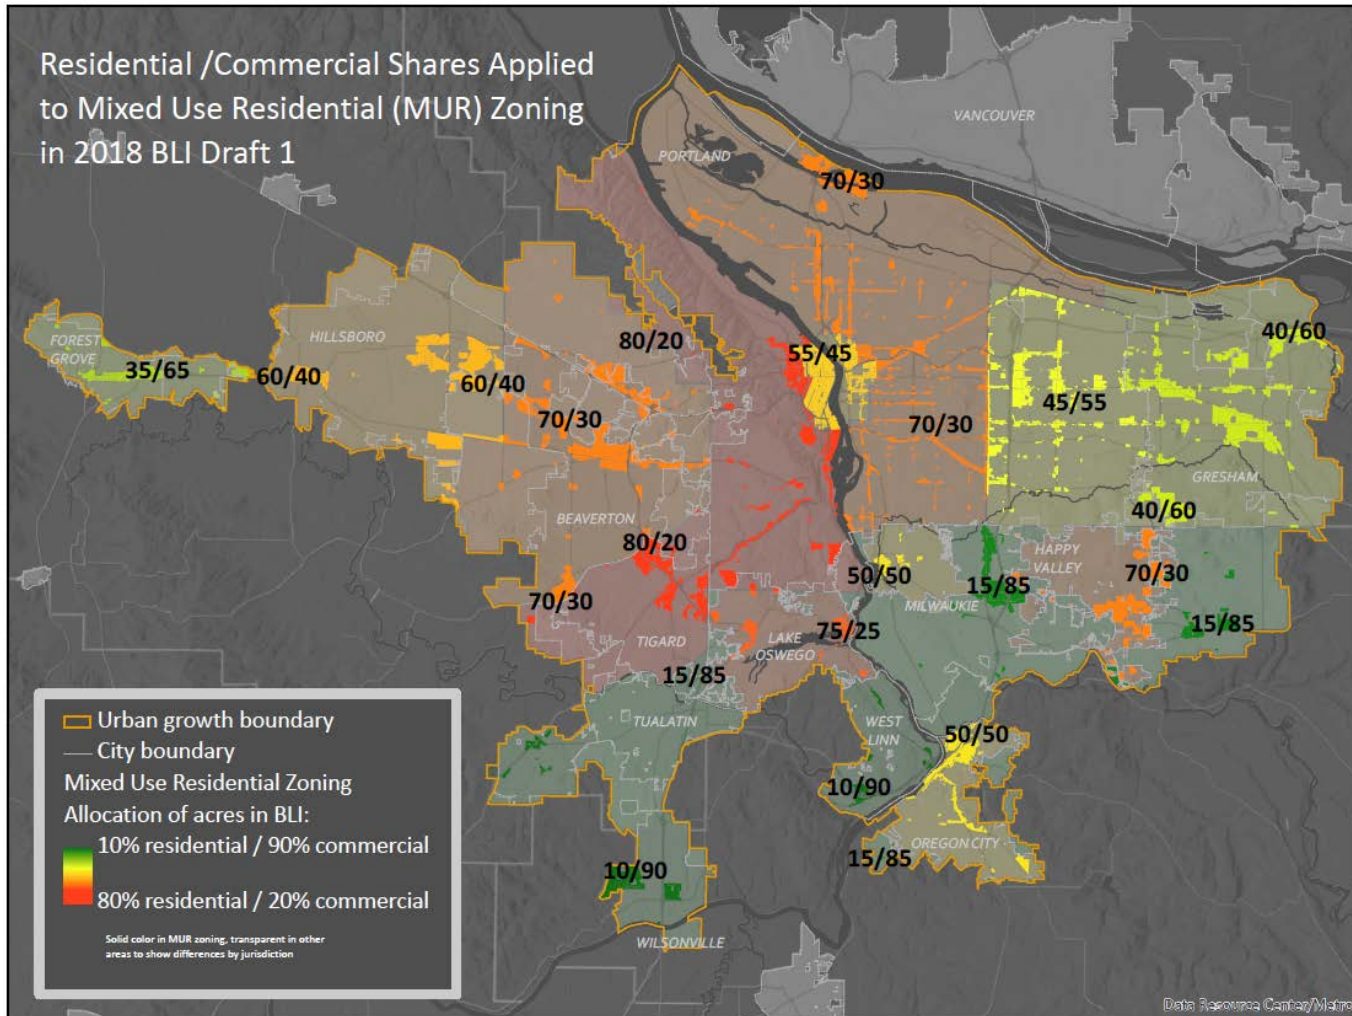 Residential /Commercial Shares Applied
to Mixed Use Residential (MUR) Zoning
in 2018 BLI Draft 1
VANCOUVER
PORTLAND
70/30
HILLSBORO
80/20
40/60
FOREST
GROVE
35/65
60/40
60/40
55/45
45/55
70/30
70/30
GRESHAM
BEAVERTON
40/60
80/20
HAPPY
VALLEY
50/50
15/85
70/30
70/30
MILWAUKIE
15/85
TIGARD
LAKE
OSWEGO
75/25
15/85
TUALATIN
WEST
LINN
50/50
10/90
OREGON CITY
15/85
10/90
WILSONVILLE
Urban growth boundary
City boundary
Mixed Use Residential Zoning
Allocation of acres in BLI:
10% residential / 90% commercial
80% residential / 20% commercial
Solid color in MUR zoning, transparent in other
areas to show differences by jurisdiction
Data Resource Center/Metro